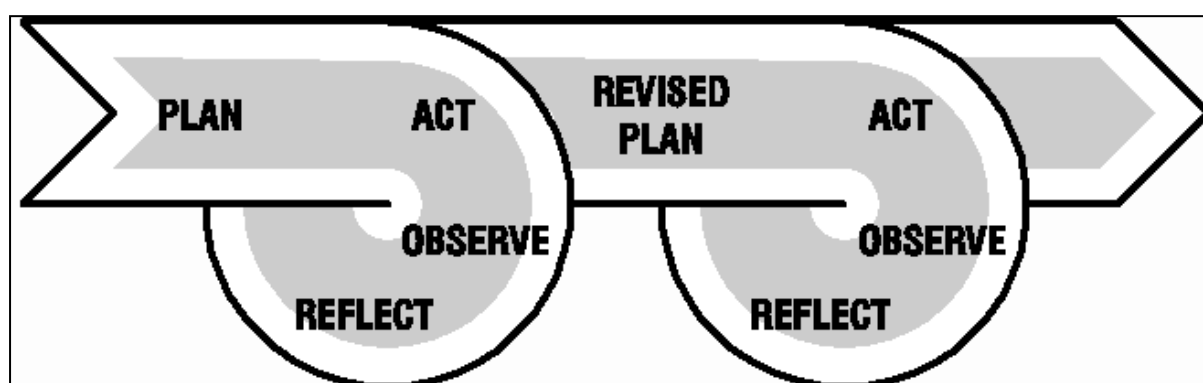 PLAN
ACT
OBSERVE
REFLECT
REVISED
PLAN
ACT
OBSERVE
REFLECT